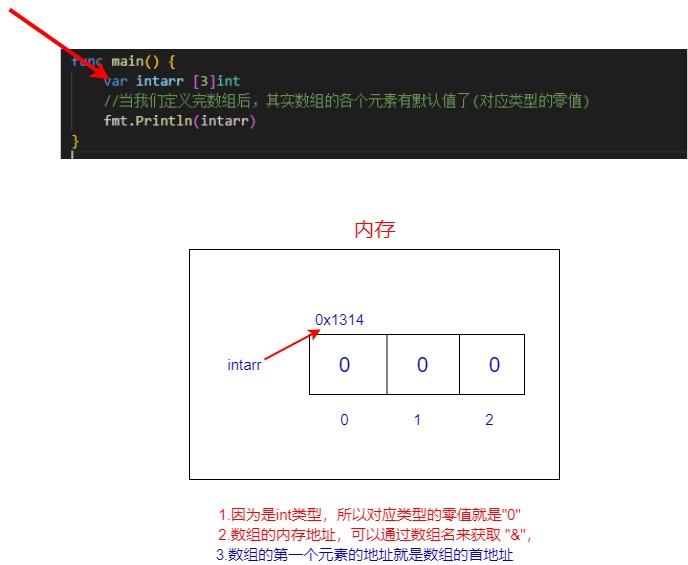 func main() {
var intarr [3]int
//当我们定义完数组后，其实数组的各个元素有默认值了(对应类型的零值)
fmt.Println(intarr)
}
内存
0x1314
intarr
0 0 0
0 1 2
1.因为是int类型，所以对应类型的零值就是"0"
2.数组的内存地址，可以通过数组名来获取 "&"，
3.数组的第一个元素的地址就是数组的首地址